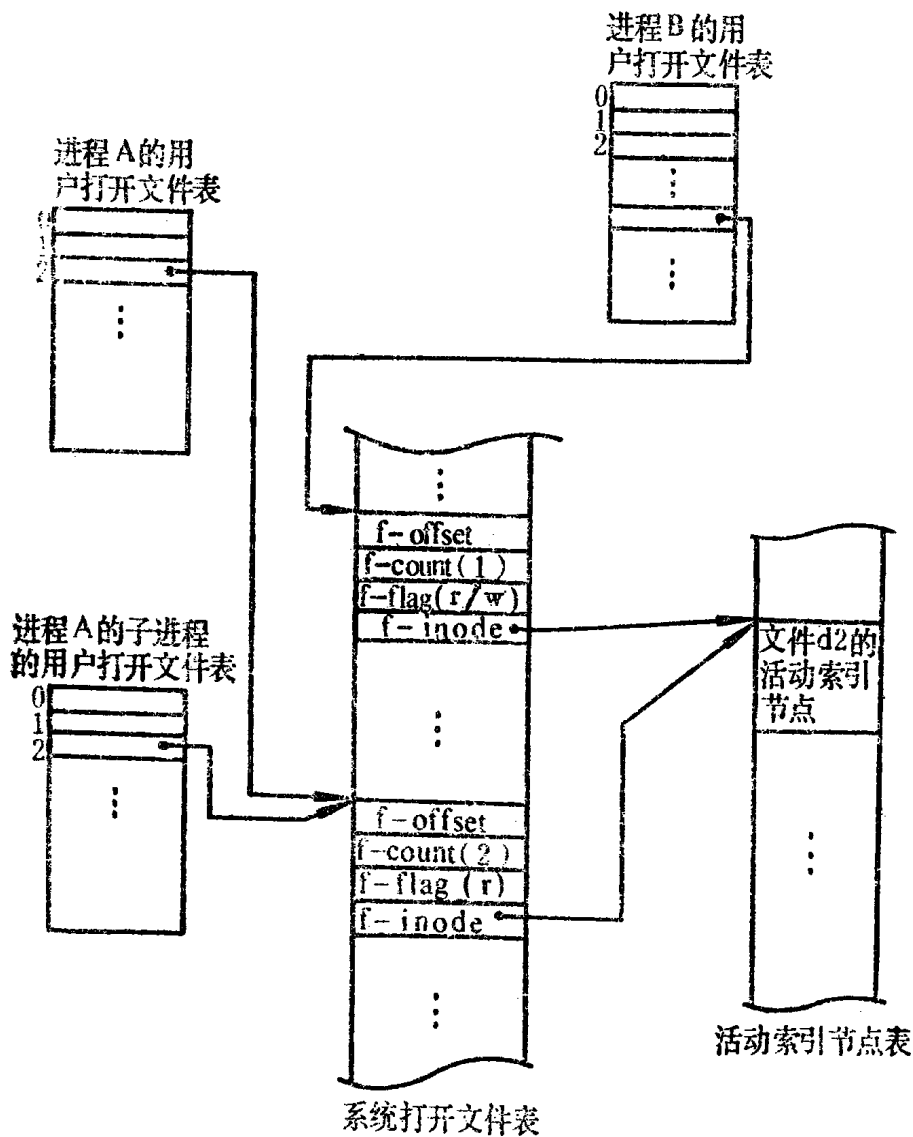 进程B的用
户打开文件表
0
1
2
进程A的用
户打开文件表
0
1
2
f-offset
f-count(1)
f-flag(r/w)
f-inode
进程A的子进程
的用户打开文件表
0
1
2
文件d2的
活动索引
节点
f-offset
f-count(2)
f-flag (r)
f-inode
活动索引节点表
系统打开文件表